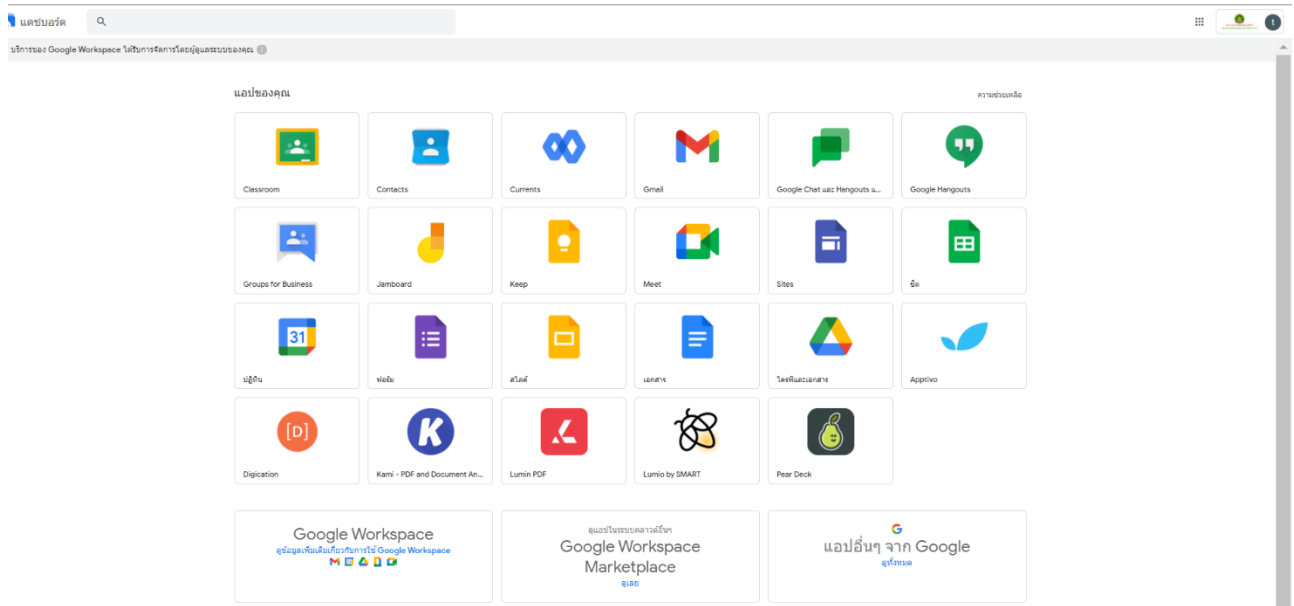 แดชบอร์ด
t
บริการของ Google Workspace ได้รับการจัดการโดยผู้ดูแลระบบของคุณ
แอปของคุณ
ความช่วยเหลือ
Classroom
Contacts
Currents
Gmail
Google Chat และ Hangouts แ...
Google Hangouts
Groups for Business
Jamboard
Keep
Meet
Sites
ชีต
31
ปฏิทิน
ฟอร์ม
สไลด์
เอกสาร
ไดรฟ์และเอกสาร
Apptivo
[D]
K
Digication
Kami - PDF and Document An...
Lumin PDF
Lumio by SMART
Pear Deck
Google Workspace
ดูข้อมูลเพิ่มเติมเกี่ยวกับการใช้ Google Workspace
ดูแอปในระบบคลาวด์อื่นๆ
Google Workspace
Marketplace
ดูเลย
G
แอปอื่นๆ จาก Google
ดูทั้งหมด